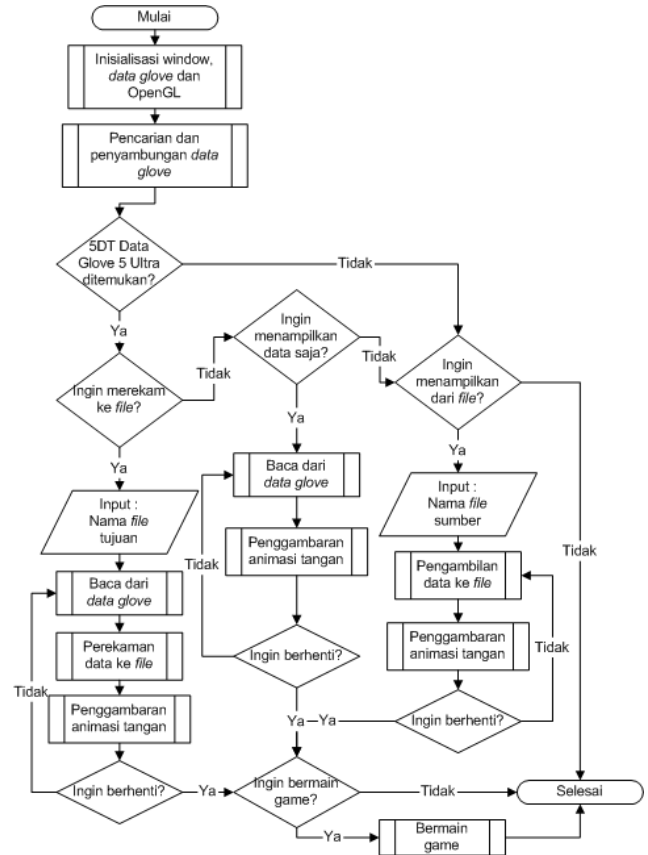 Mulai
Inisialisasi window,
data glove dan
OpenGL
Pencarian dan
penyambungan data
glove
5DT Data
Glove 5 Ultra
ditemukan?
Tidak
Ya
Ingin merekam
ke file?
Tidak
Ingin
menampilkan
data saja?
Tidak
Ingin
menampilkan
dari file?
Ya
Ya
Ya
Input :
Nama file
tujuan
Baca dari
data glove
Input :
Nama file
sumber
Tidak
Baca dari
data glove
Penggambaran
animasi tangan
Pengambilan
data ke file
Tidak
Perekaman
data ke file
Ingin berhenti?
Penggambaran
animasi tangan
Tidak
Tidak
Penggambaran
animasi tangan
Ya
Ya
Ingin berhenti?
Ingin berhenti?
Ya
Ingin bermain
game?
Tidak
Selesai
Ya
Bermain
game